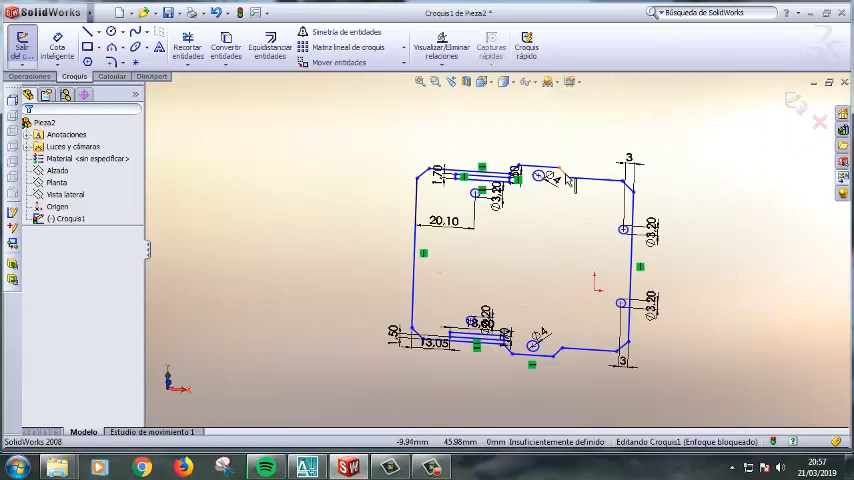 SolidWorks
Croquis1 de Pieza2 *
Búsqueda de SolidWorks
Salir del c...
Cota inteligente
Recortar entidades
Convertir entidades
Equidistanciar entidades
Simetría de entidades
Matriz lineal de croquis
Mover entidades
Visualizar/Eliminar relaciones
Capturas rápidas
Croquis rápido
Operaciones
Croquis
Calcular
DimXpert
Pieza2
Anotaciones
Luces y cámaras
Material <sin especificar>
Alzado
Planta
Vista lateral
Origen
(-) Croquis1
1,70
Ø3,20
Ø4
3
20,10
Ø3,20
Ø3,20
Ø4
1,50
13,05
3
Y
X
Modelo
Estudio de movimiento 1
SolidWorks 2008
-9.94mm
45.98mm
0mm
Insuficientemente definido
Editando Croquis1 (Enfoque bloqueado)
20:57
21/03/2019